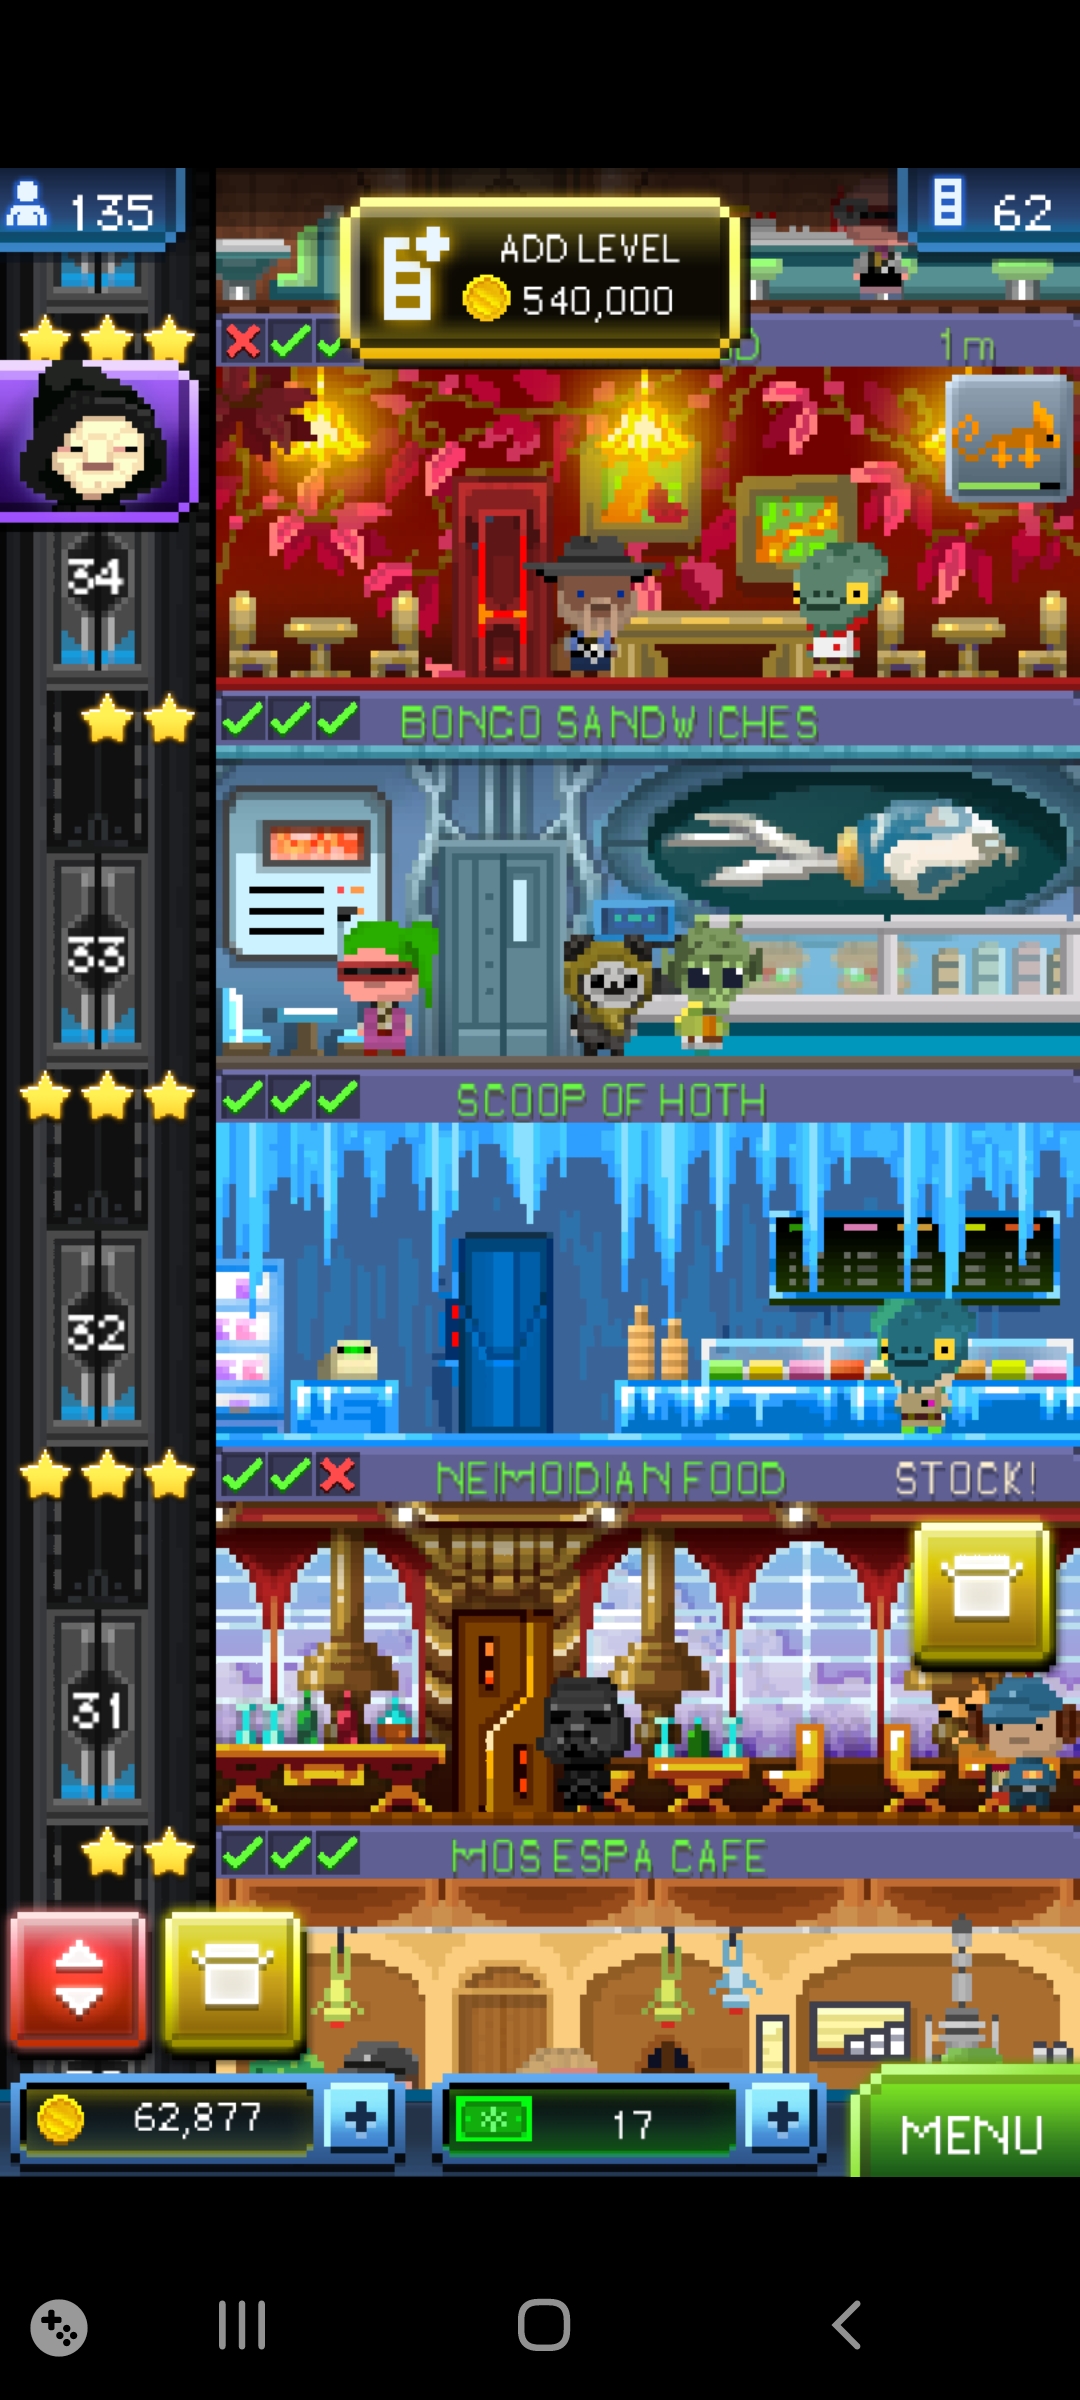 135
ADD LEVEL
540,000
62
1m
34
BONGO SANDWICHES
33
SCOOP OF HOTH
32
NEIMOIDIAN FOOD
STOCK!
31
MOS ESPA CAFE
62,877
17
MENU